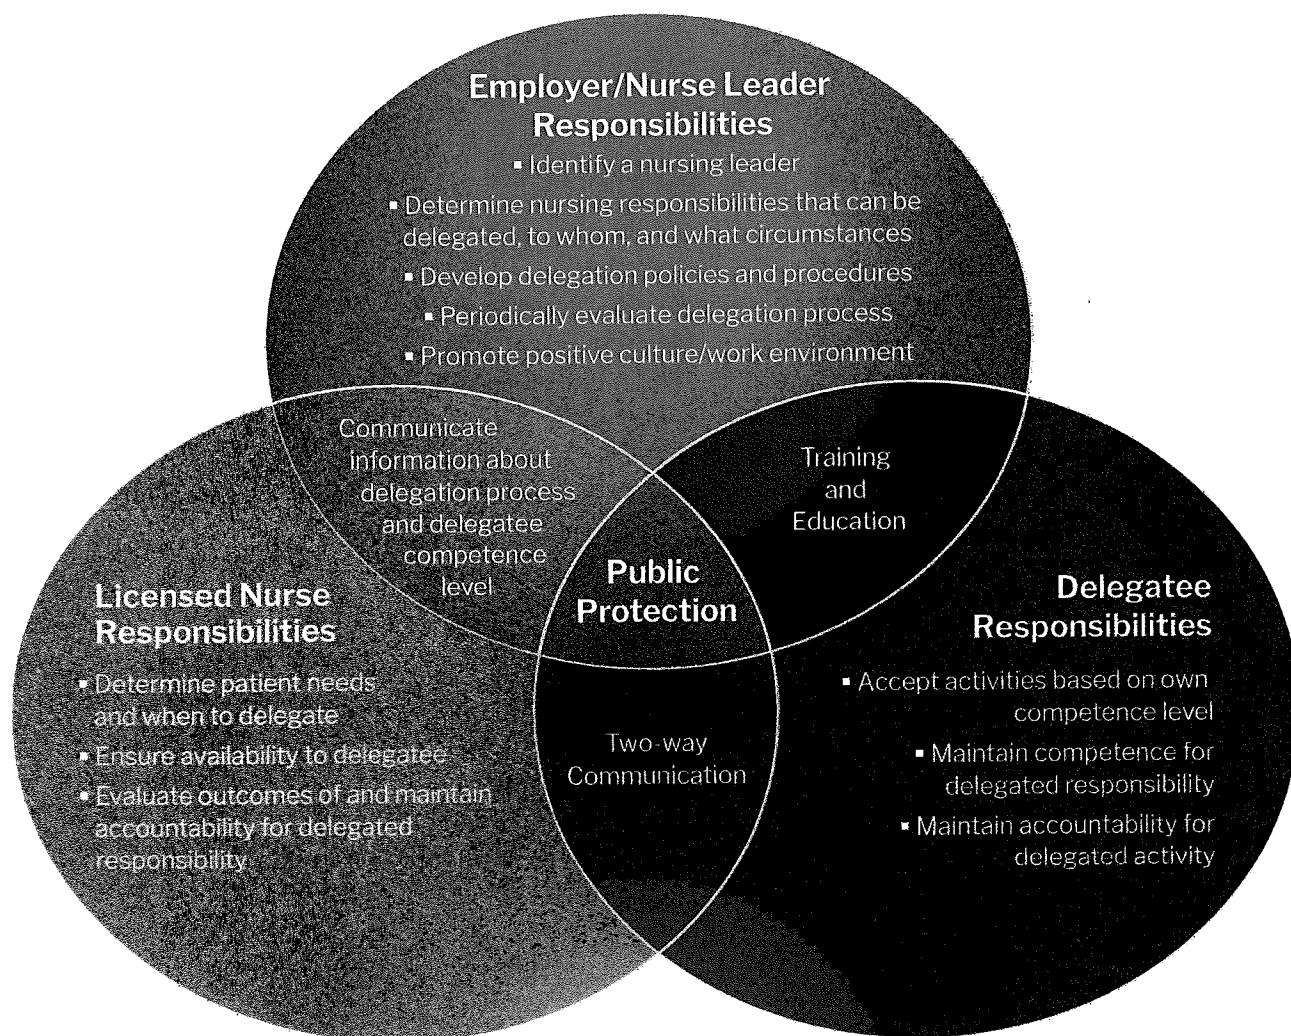 Employer/Nurse Leader
Responsibilities
▪ Identify a nursing leader
▪ Determine nursing responsibilities that can be
delegated, to whom, and what circumstances
▪ Develop delegation policies and procedures
▪ Periodically evaluate delegation process
▪ Promote positive culture/work environment
Communicate
information about
delegation process
and delegatee
competence
level
Training
and
Education
Public
Protection
Licensed Nurse
Responsibilities
▪ Determine patient needs
and when to delegate
▪ Ensure availability to delegatee
▪ Evaluate outcomes of and maintain
accountability for delegated
responsibility
Two-way
Communication
Delegatee
Responsibilities
▪ Accept activities based on own
competence level
▪ Maintain competence for
delegated responsibility
▪ Maintain accountability for
delegated activity